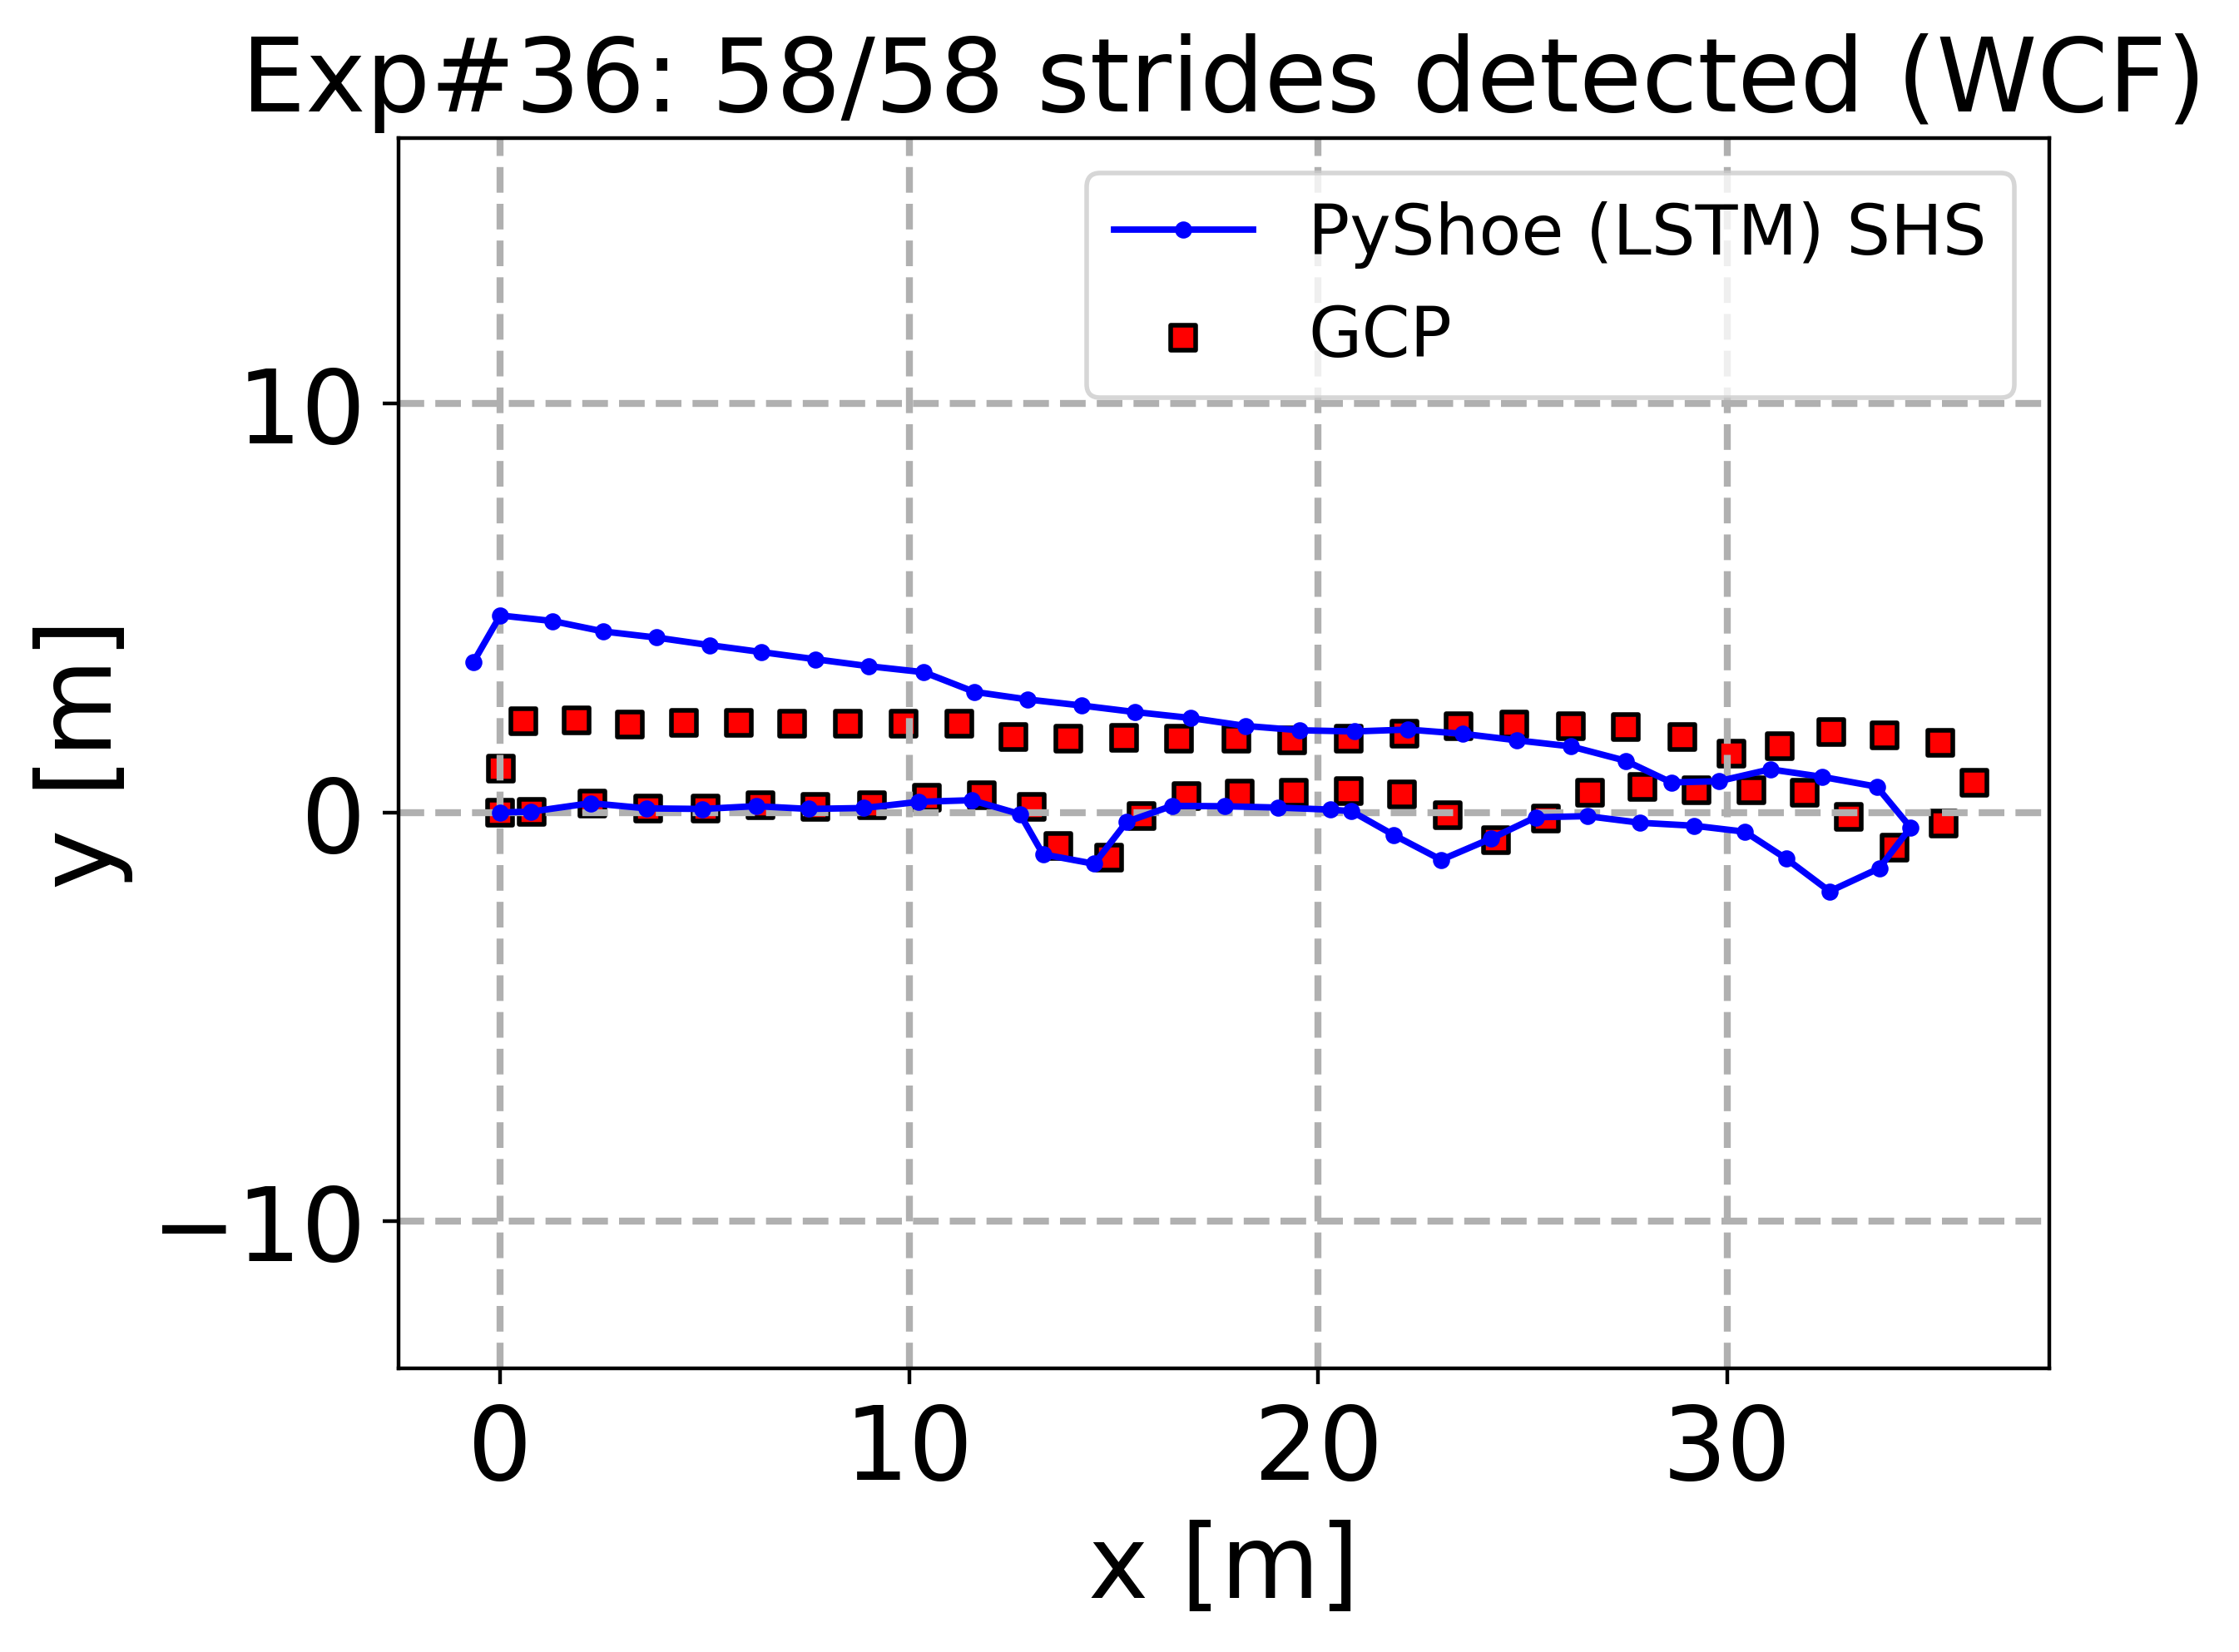 Exp#36: 58/58 strides detected (WCF)
PyShoe (LSTM) SHS
GCP
10
0
−10
y [m]
0 10 20 30
x [m]